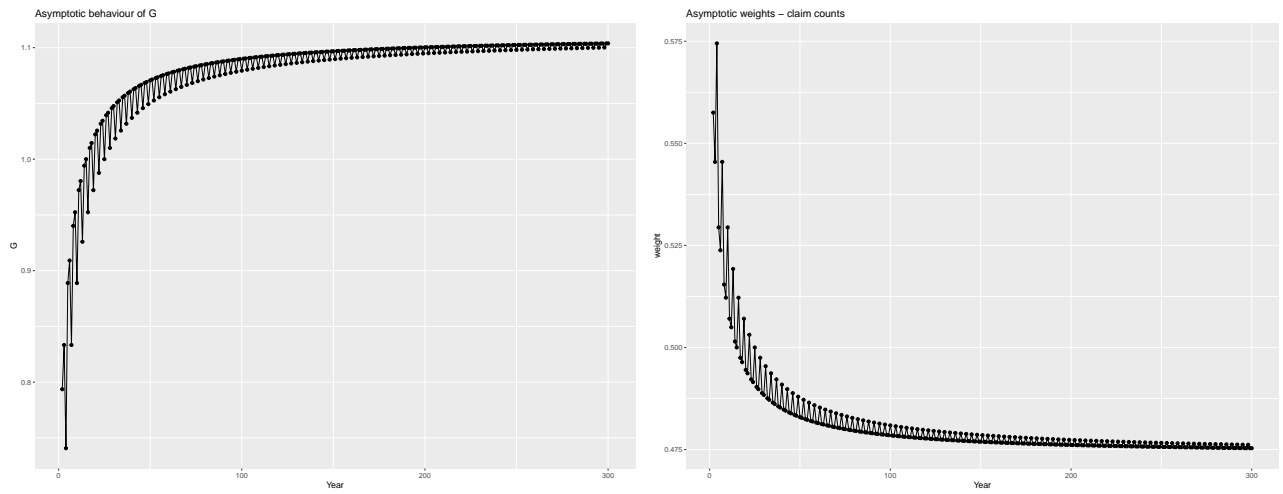 Asymptotic behaviour of G
1.1
1.0
0.9
0.8
G
0
100
200
300
Year
Asymptotic weights – claim counts
0.575
0.550
0.525
0.500
0.475
weight
0
100
200
300
Year